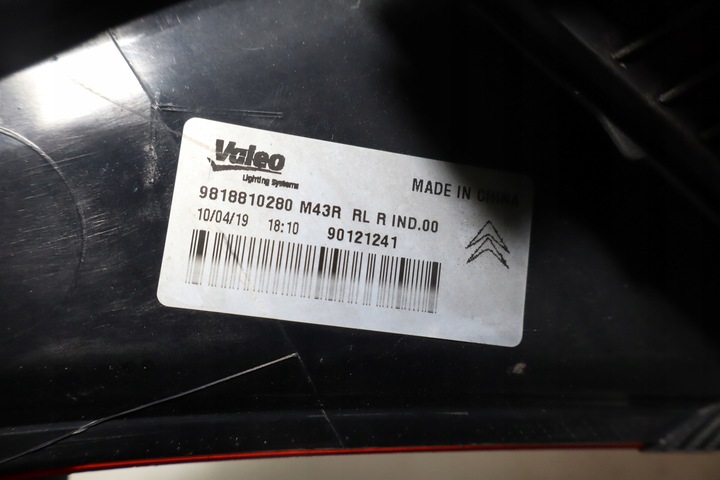 Valeo
Lighting Systems
MADE IN CHINA
9818810280 M43R RL R IND.00
10/04/19 18:10 90121241